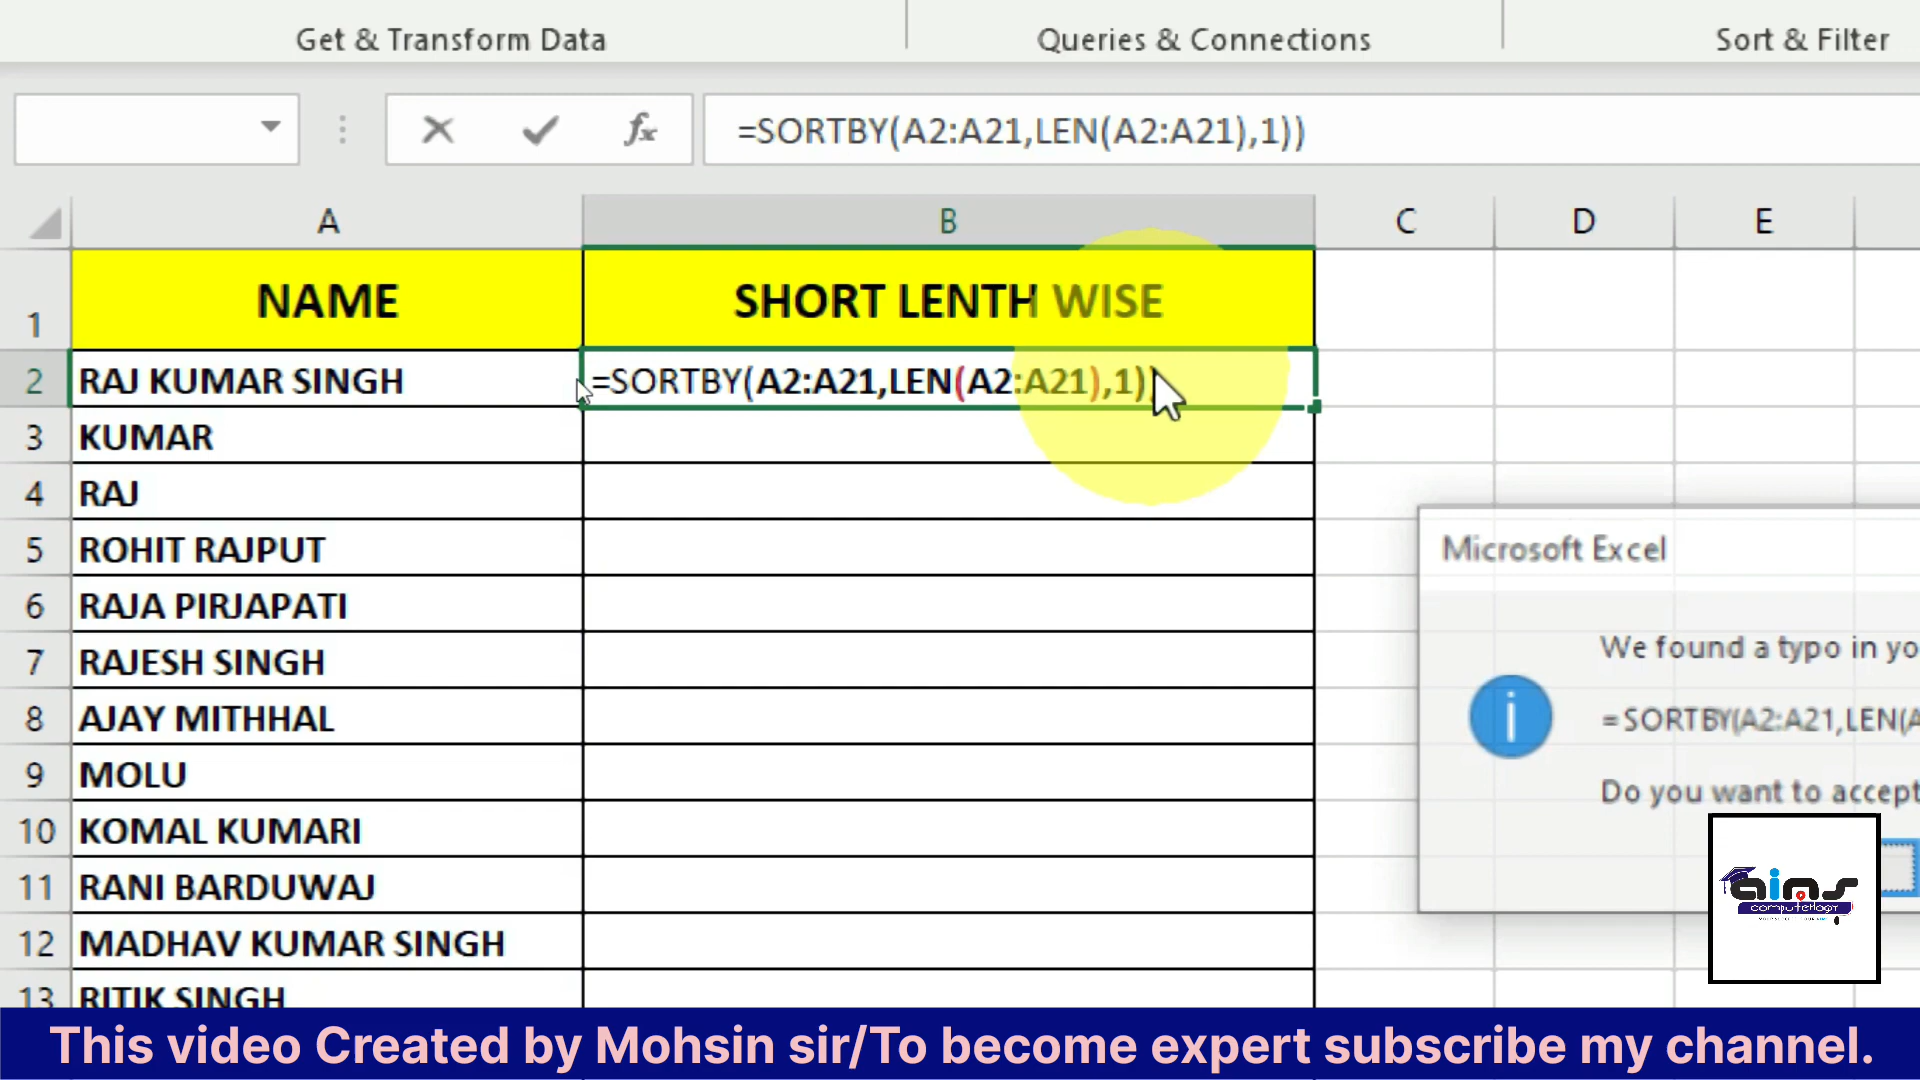 Get & Transform Data
Queries & Connections
Sort & Filter
fx
=SORTBY(A2:A21,LEN(A2:A21),1))
A B C D E
1 NAME SHORT LENTH WISE
2 RAJ KUMAR SINGH =SORTBY(A2:A21,LEN(A2:A21),1))
3 KUMAR
4 RAJ
5 ROHIT RAJPUT
6 RAJA PIRJAPATI
7 RAJESH SINGH
8 AJAY MITHHAL
9 MOLU
10 KOMAL KUMARI
11 RANI BARDUWAJ
12 MADHAV KUMAR SINGH
13 RITIK SINGH
Microsoft Excel
We found a typo in yo
=SORTBY(A2:A21,LEN(A
Do you want to accept
aims
computerlogy
This video Created by Mohsin sir/To become expert subscribe my channel.